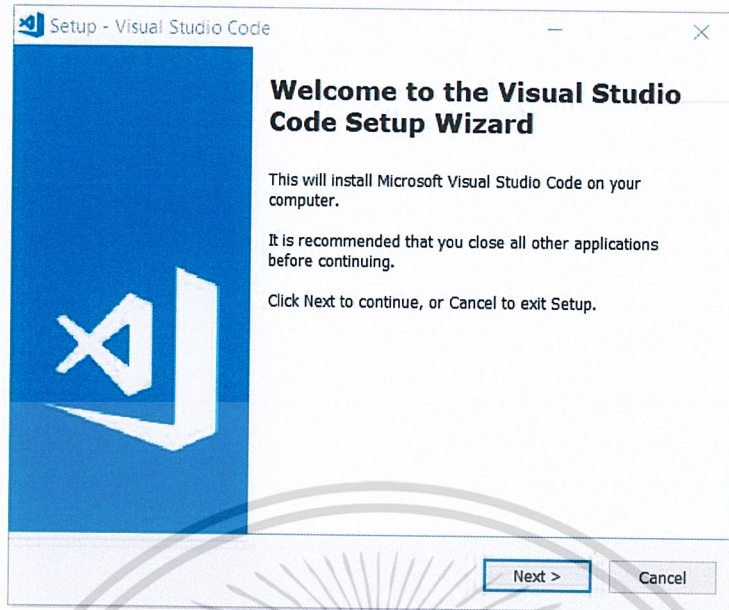 Setup - Visual Studio Code
Welcome to the Visual Studio
Code Setup Wizard
This will install Microsoft Visual Studio Code on your
computer.
It is recommended that you close all other applications
before continuing.
Click Next to continue, or Cancel to exit Setup.
Next >
Cancel